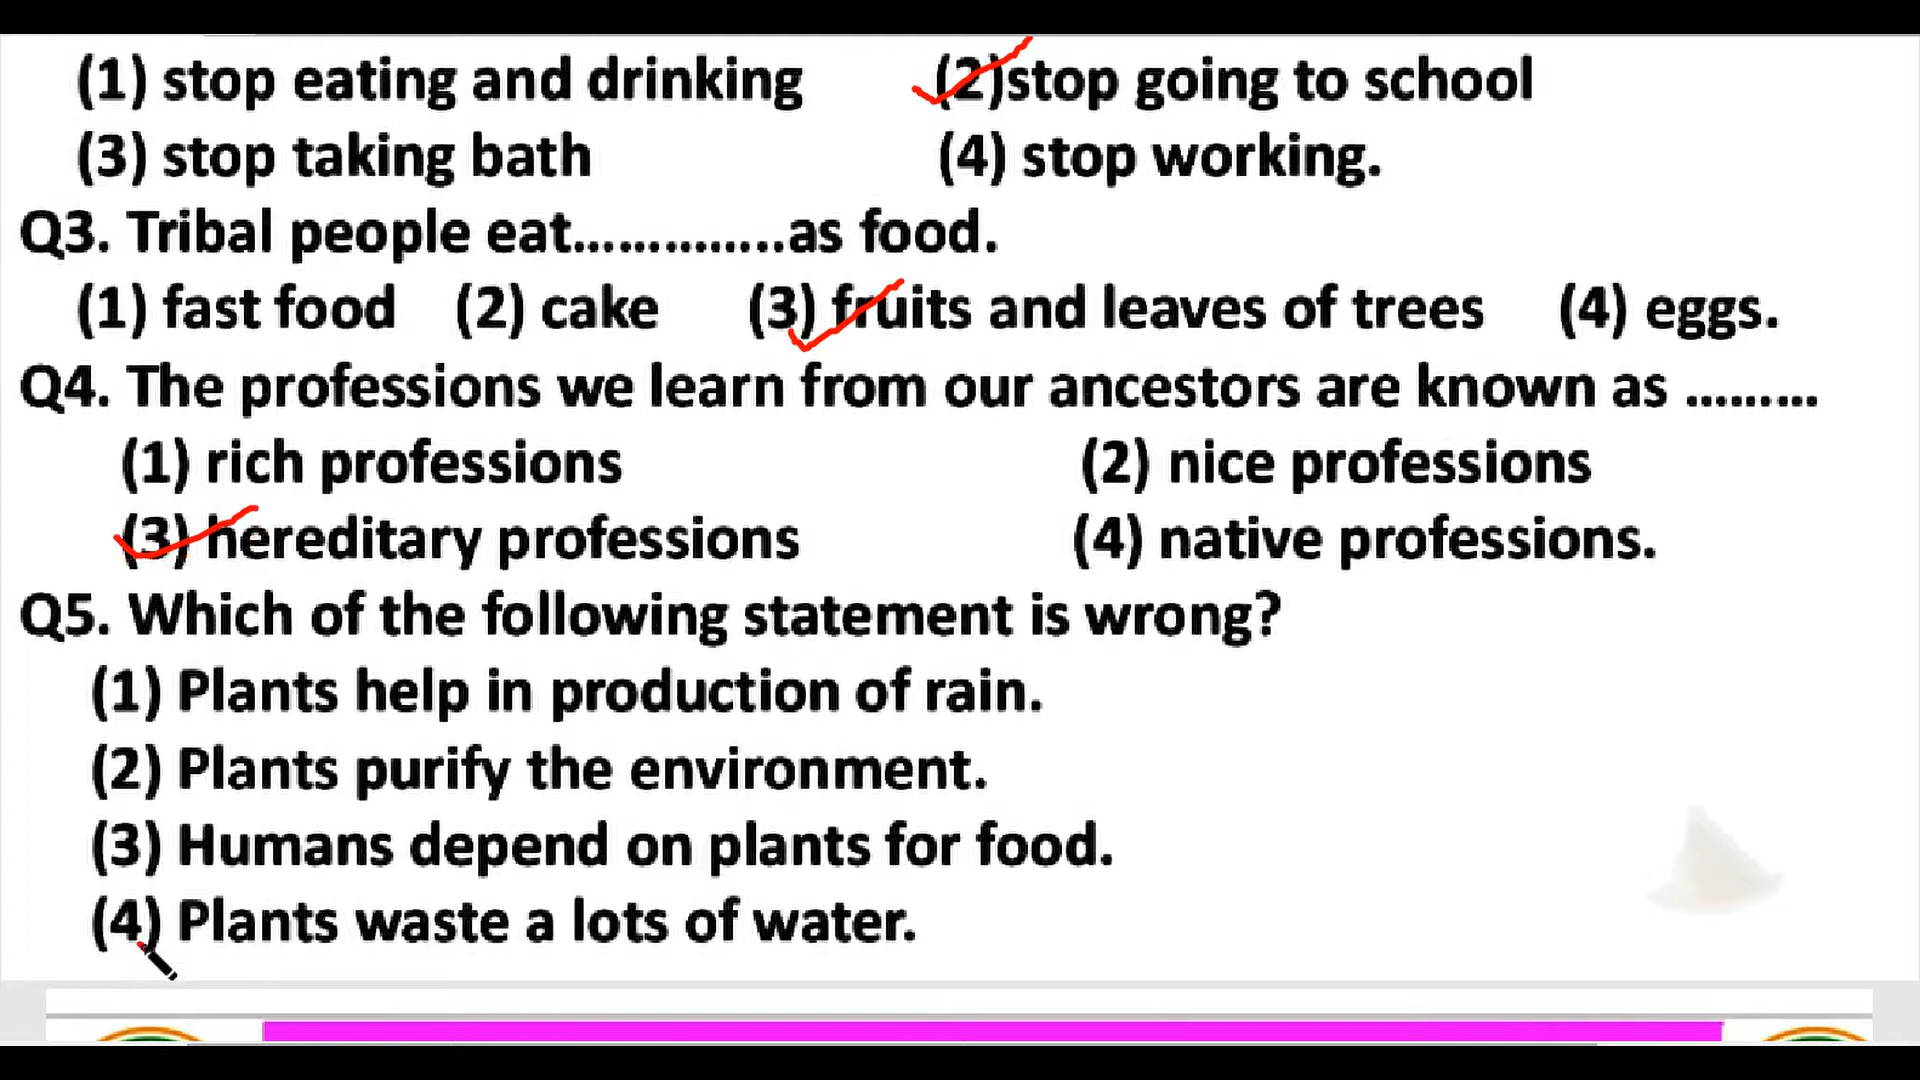 (1) stop eating and drinking (2)stop going to school
(3) stop taking bath (4) stop working.
Q3. Tribal people eat..............as food.
(1) fast food (2) cake (3) fruits and leaves of trees (4) eggs.
Q4. The professions we learn from our ancestors are known as .........
(1) rich professions (2) nice professions
(3) hereditary professions (4) native professions.
Q5. Which of the following statement is wrong?
(1) Plants help in production of rain.
(2) Plants purify the environment.
(3) Humans depend on plants for food.
(4) Plants waste a lots of water.